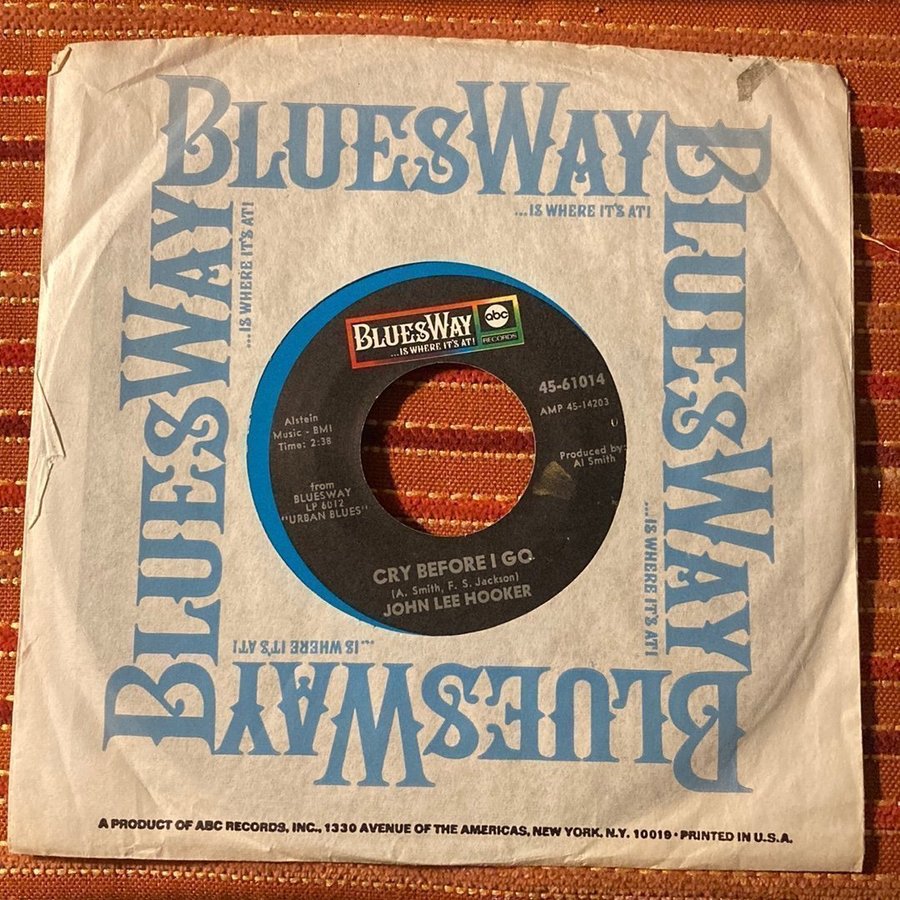 BLUESWAY
...IS WHERE IT'S AT!
BLUESWAY
...IS WHERE IT'S AT!
BLUESWAY
...IS WHERE IT'S AT!
BLUESWAY
...IS WHERE IT'S AT!
BLUESWAY
...IS WHERE IT'S AT!
abc
RECORDS
45-61014
AMP 45-14203
Alstein
Music - BMI
Time: 2:38
Produced by:
Al Smith
from
BLUESWAY
LP 6012
"URBAN BLUES"
CRY BEFORE I GO
(A. Smith, F. S. Jackson)
JOHN LEE HOOKER
A PRODUCT OF ABC RECORDS, INC., 1330 AVENUE OF THE AMERICAS, NEW YORK, N.Y. 10019 • PRINTED IN U.S.A.